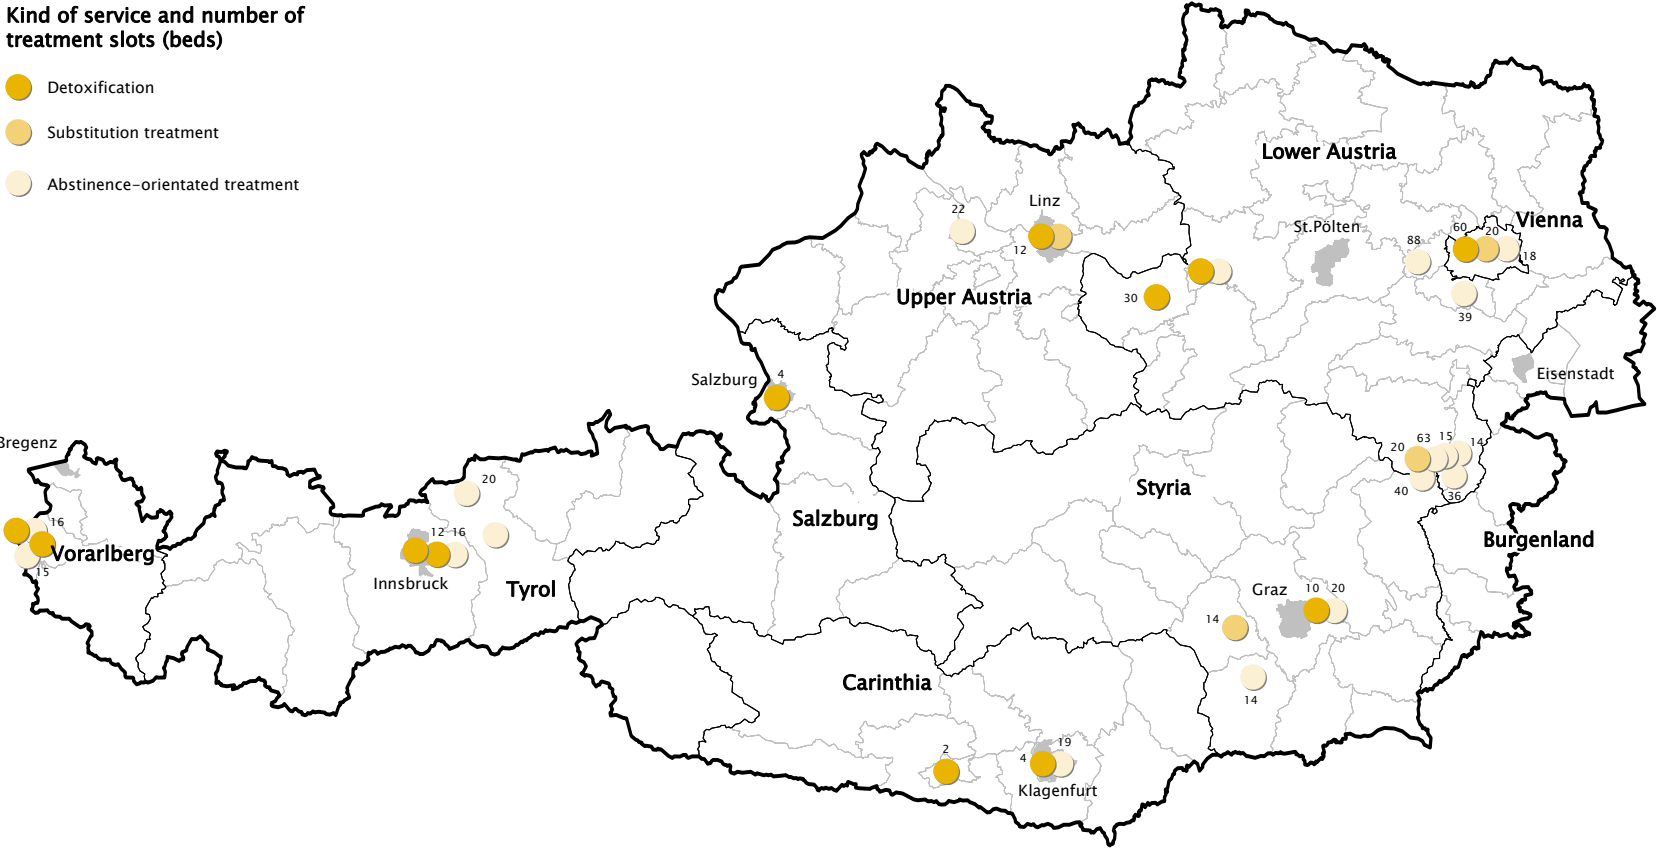 Kind of service and number of
treatment slots (beds)
Detoxification
Substitution treatment
Abstinence-orientated treatment
Lower Austria
Linz
22
12
St.Pölten
Vienna
60
20
18
88
39
Upper Austria
30
Salzburg
4
Eisenstadt
Bregenz
20
63
15
14
40
36
20
Styria
Salzburg
Burgenland
16
Vorarlberg
15
12
16
Innsbruck
Tyrol
Graz
10
20
14
14
Carinthia
2
4
19
Klagenfurt